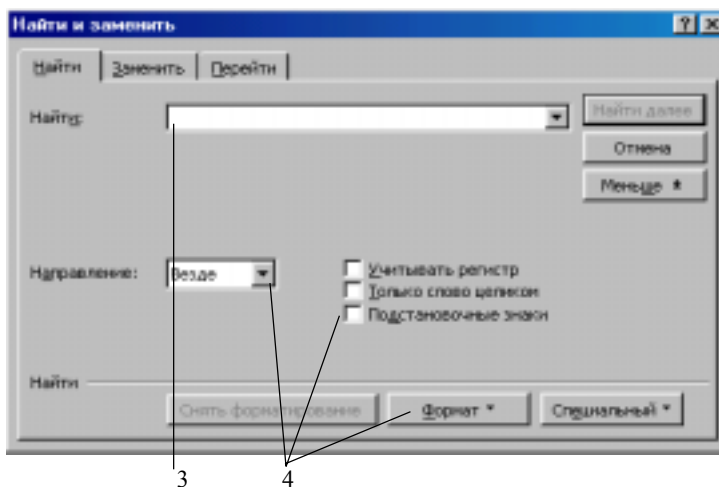 Найти и заменить
Найти Заменить Перейти
Найти:
Найти далее
Отмена
Меньше
Направление: Везде
Учитывать регистр
Только слово целиком
Подстановочные знаки
Найти
Снять форматирование Формат Специальный
3 4